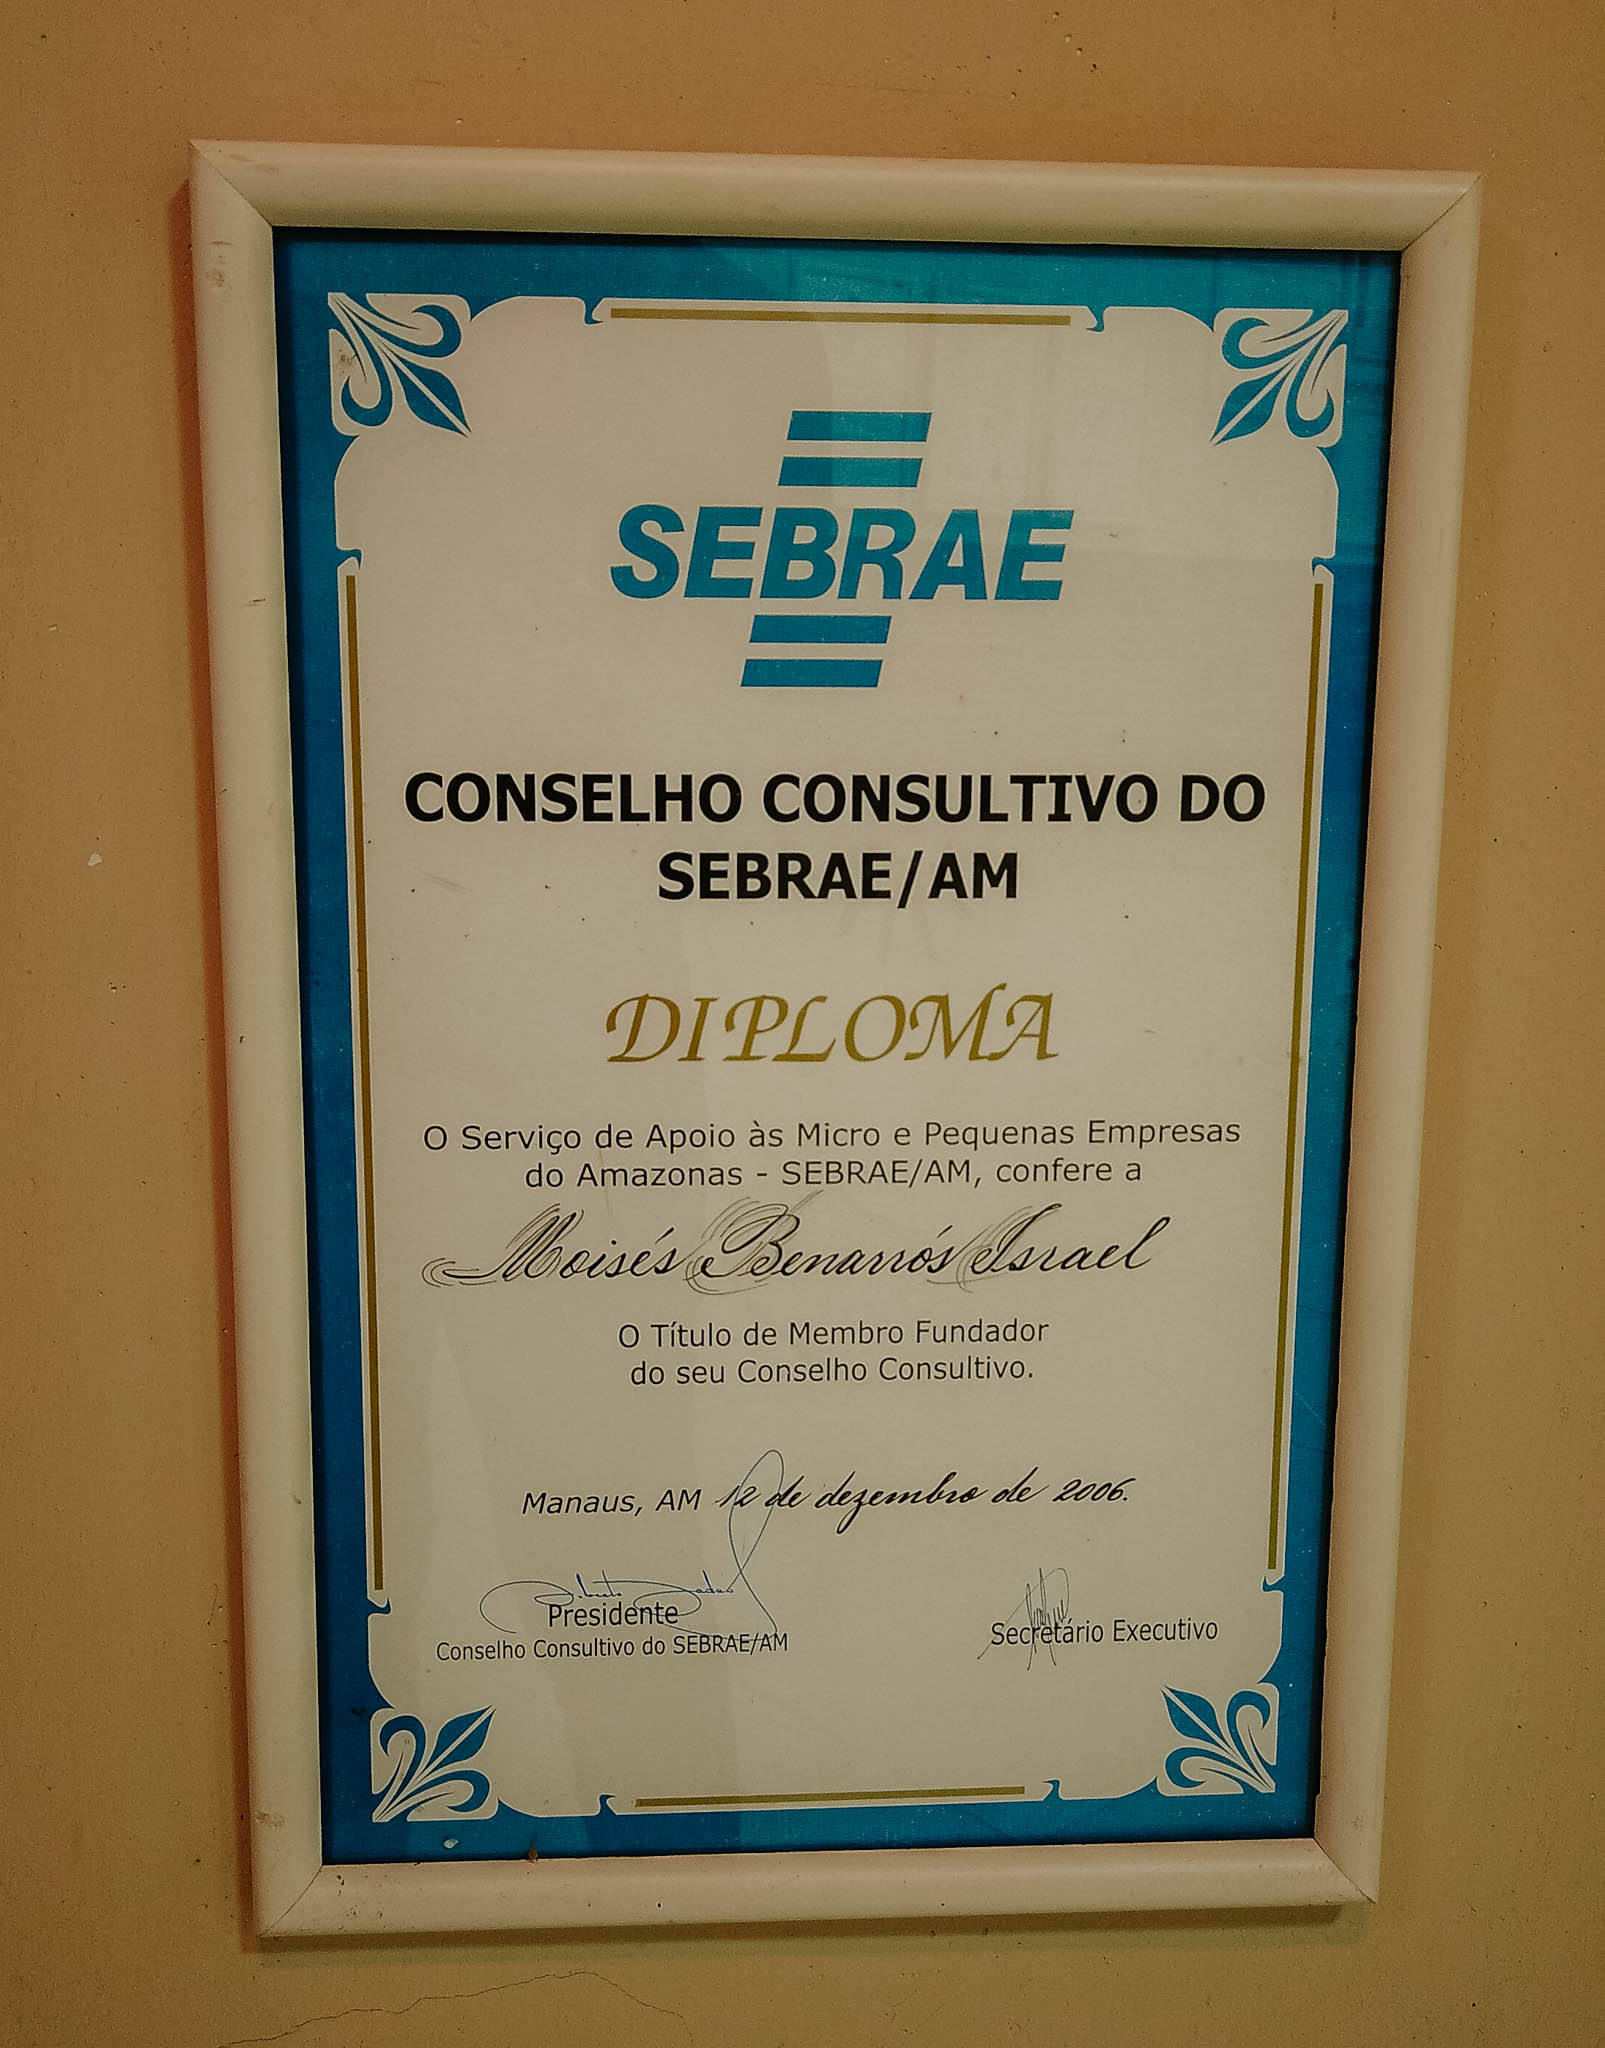 SEBRAE
CONSELHO CONSULTIVO DO
SEBRAE/AM
DIPLOMA
O Serviço de Apoio às Micro e Pequenas Empresas
do Amazonas - SEBRAE/AM, confere a
Moisés Benarrós Israel
O Título de Membro Fundador
do seu Conselho Consultivo.
Manaus, AM 12 de dezembro de 2006.
Presidente
Conselho Consultivo do SEBRAE/AM
Secretário Executivo